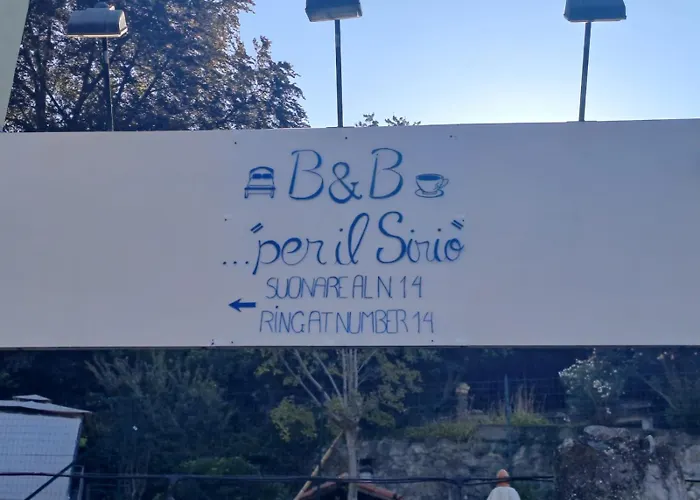 B&B
..."per il Sirio"
SUONARE AL N 14
RING AT NUMBER 14